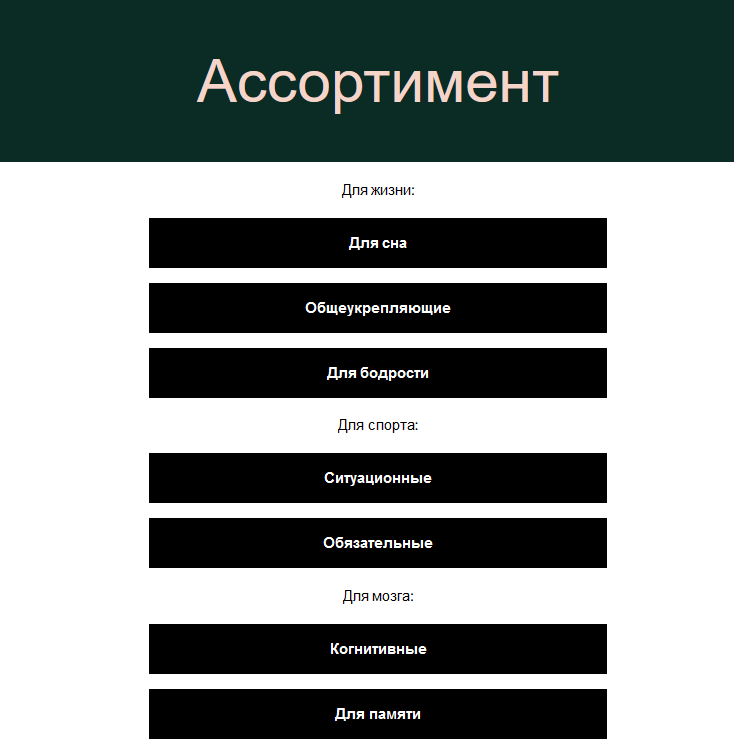 Ассортимент
Для жизни:
Для сна
Общеукрепляющие
Для бодрости
Для спорта:
Ситуационные
Обязательные
Для мозга:
Когнитивные
Для памяти